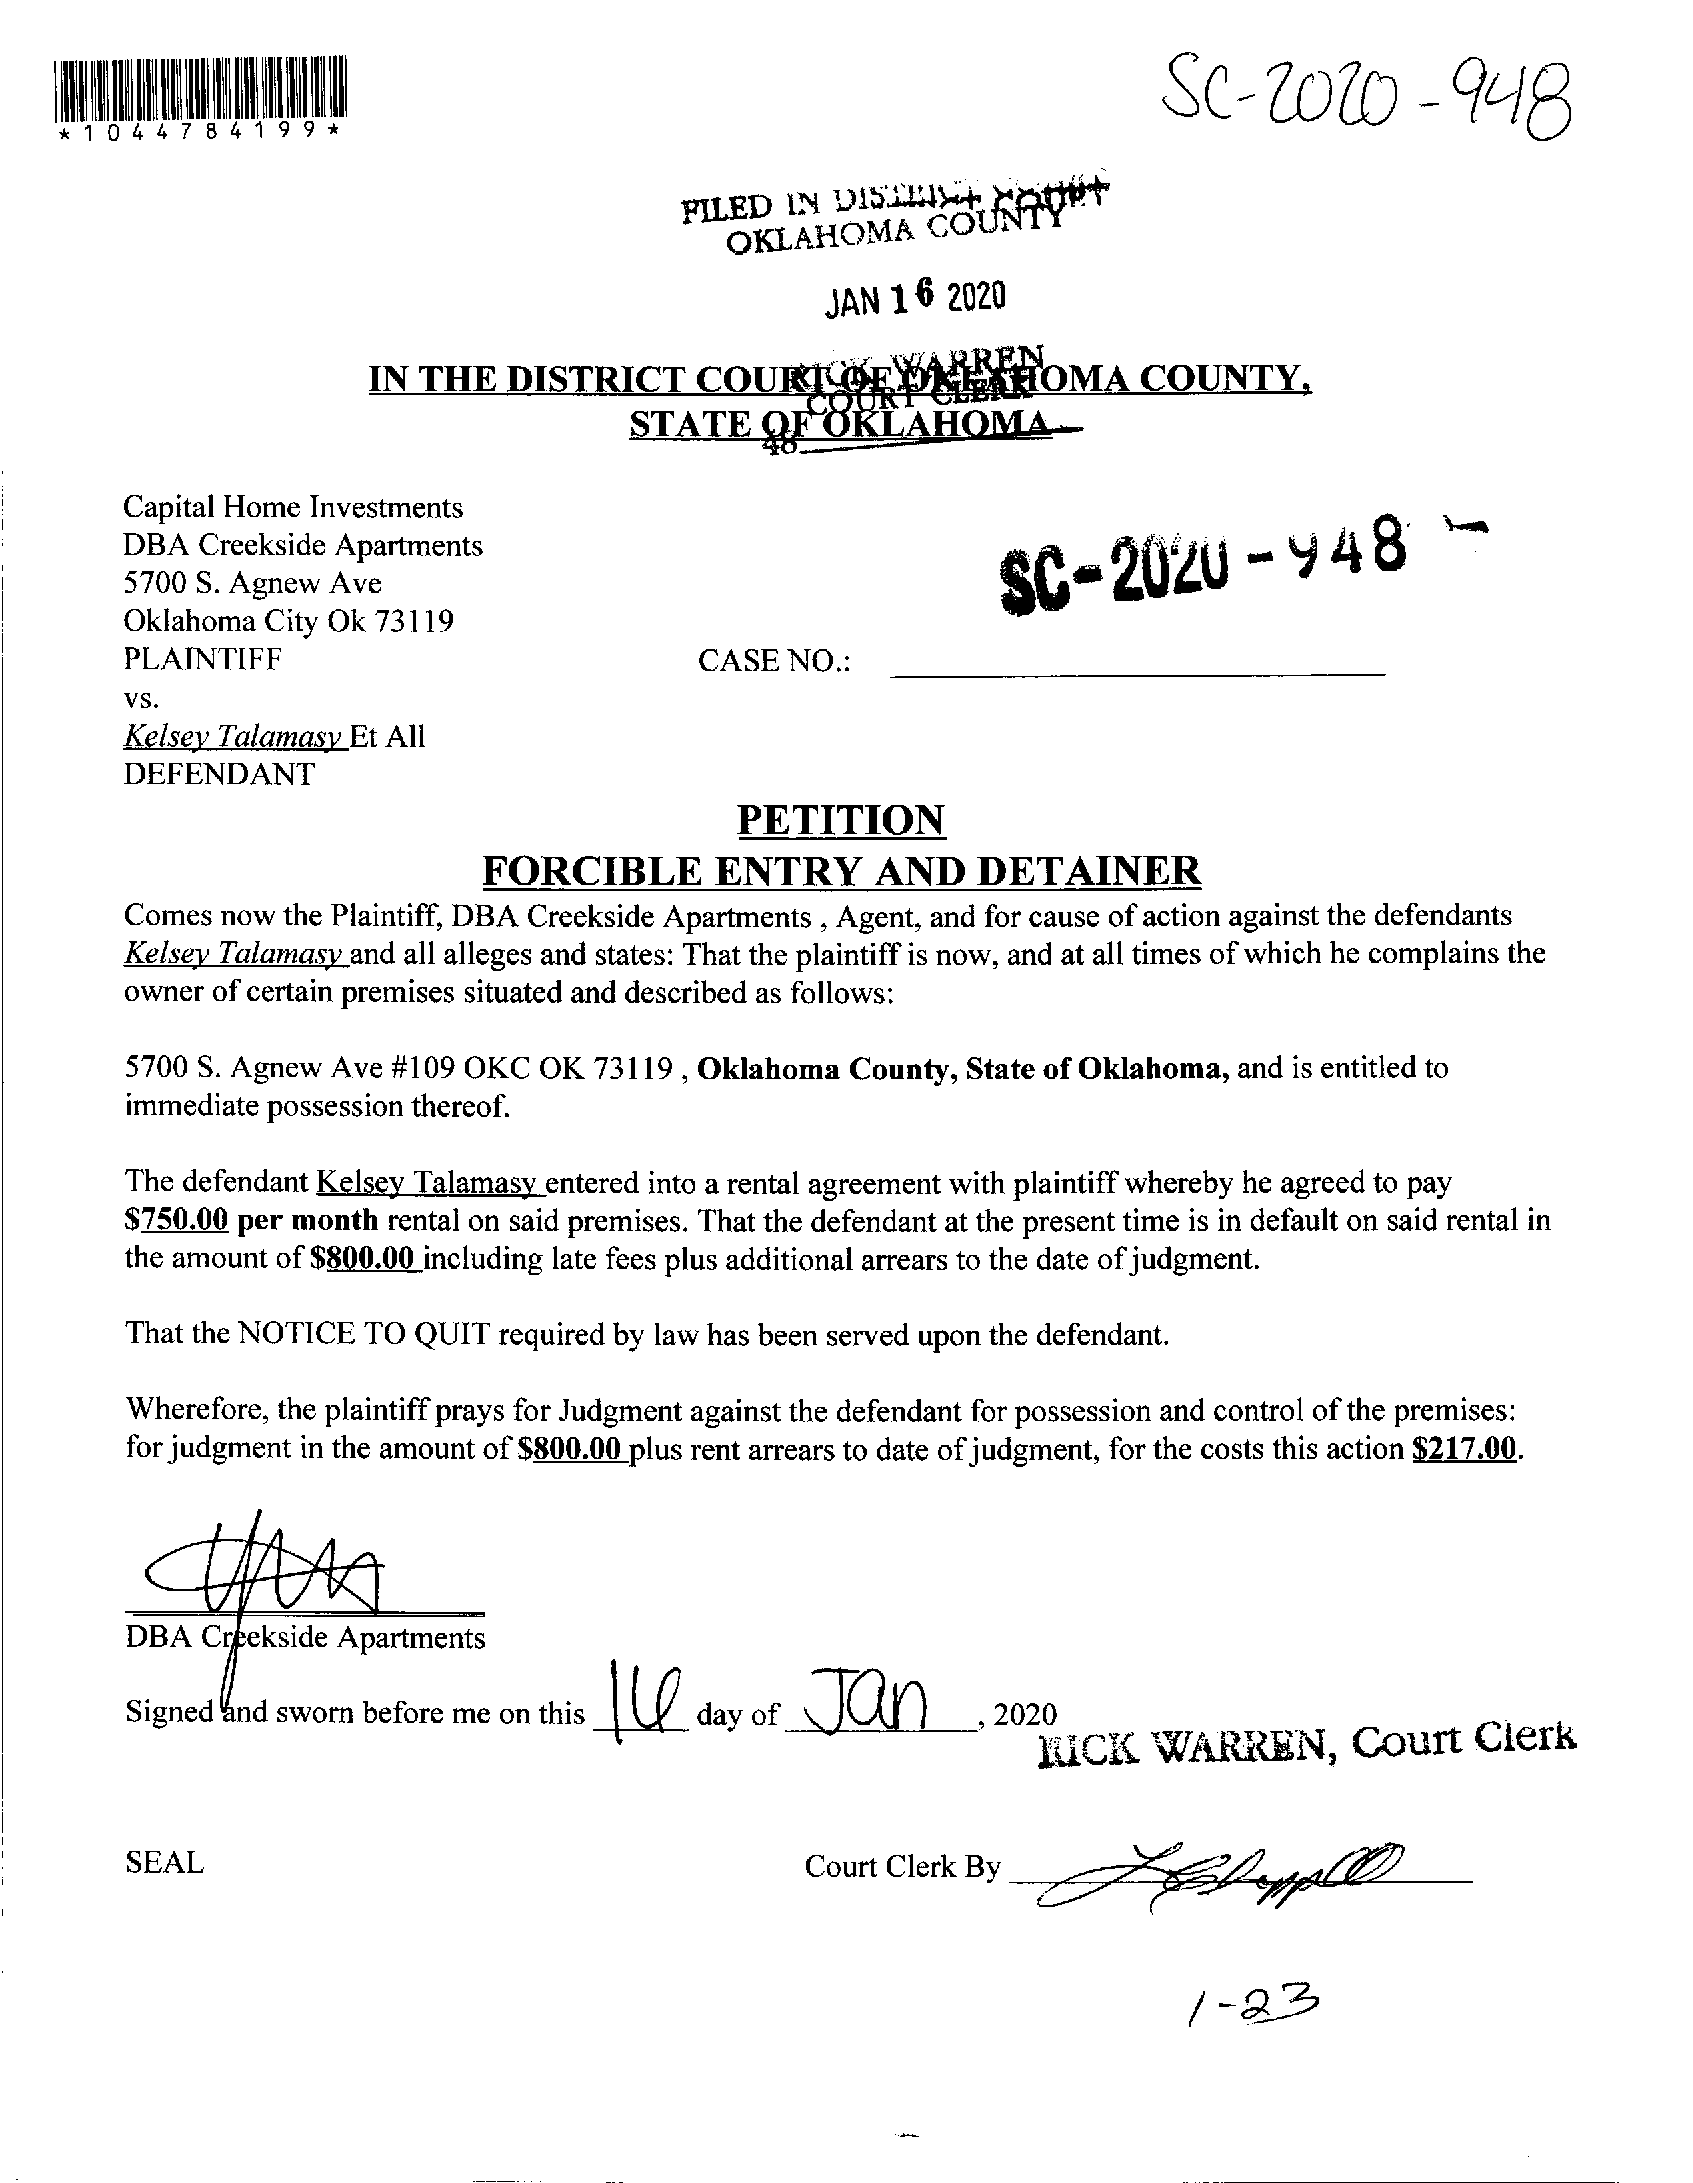 SC-2020-948
*1044784199*
FILED IN DISTRICT COURT
OKLAHOMA COUNTY
JAN 16 2020
RICK WARREN
COURT CLERK
IN THE DISTRICT COURT OF OKLAHOMA COUNTY,
STATE OF OKLAHOMA
48
Capital Home Investments
DBA Creekside Apartments
5700 S. Agnew Ave
Oklahoma City Ok 73119
PLAINTIFF
SC-2020-948
CASE NO.:
vs.
Kelsey Talamasy Et All
DEFENDANT
PETITION
FORCIBLE ENTRY AND DETAINER
Comes now the Plaintiff, DBA Creekside Apartments , Agent, and for cause of action against the defendants
Kelsey Talamasy and all alleges and states: That the plaintiff is now, and at all times of which he complains the
owner of certain premises situated and described as follows:
5700 S. Agnew Ave #109 OKC OK 73119 , Oklahoma County, State of Oklahoma, and is entitled to
immediate possession thereof.
The defendant Kelsey Talamasy entered into a rental agreement with plaintiff whereby he agreed to pay
$750.00 per month rental on said premises. That the defendant at the present time is in default on said rental in
the amount of $800.00 including late fees plus additional arrears to the date of judgment.
That the NOTICE TO QUIT required by law has been served upon the defendant.
Wherefore, the plaintiff prays for Judgment against the defendant for possession and control of the premises:
for judgment in the amount of $800.00 plus rent arrears to date of judgment, for the costs this action $217.00.
DBA Creekside Apartments
Signed and sworn before me on this 16 day of Jan, 2020
RICK WARREN, Court Clerk
SEAL
Court Clerk By
1-23